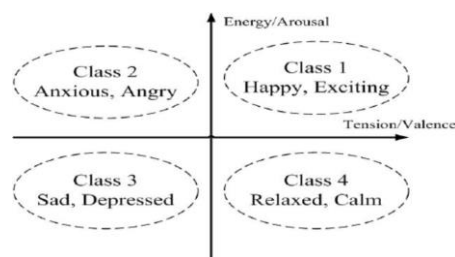 Energy/Arousal
Class 2
Anxious, Angry
Class 1
Happy, Exciting
Tension/Valence
Class 3
Sad, Depressed
Class 4
Relaxed, Calm